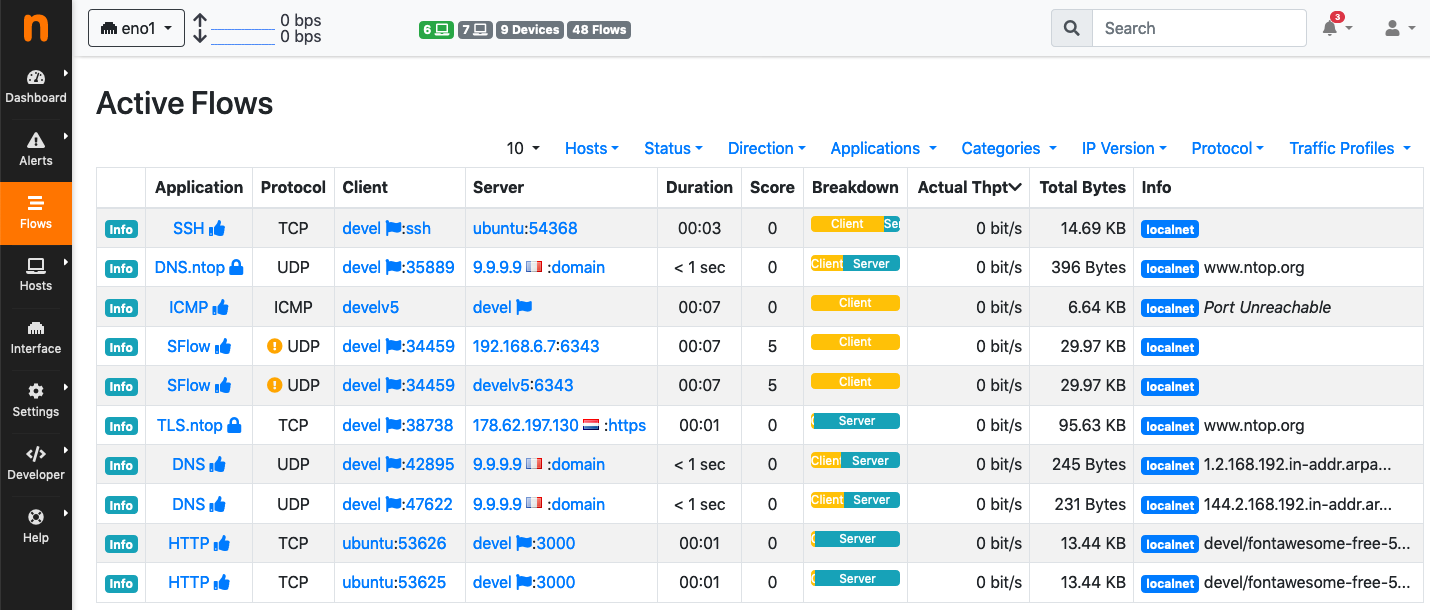 n
eno1
0 bps
0 bps
6
7
9 Devices
48 Flows
Search
3
Dashboard
Alerts
Flows
Hosts
Interface
Settings
Developer
Help
Active Flows
10 Hosts Status Direction Applications Categories IP Version Protocol Traffic Profiles
Application Protocol Client Server Duration Score Breakdown Actual Thpt Total Bytes Info
Info SSH TCP devel :ssh ubuntu:54368 00:03 0 Client Ser 0 bit/s 14.69 KB localnet
Info DNS.ntop UDP devel :35889 9.9.9.9 :domain < 1 sec 0 Client Server 0 bit/s 396 Bytes localnet www.ntop.org
Info ICMP ICMP develv5 devel 00:07 0 Client 0 bit/s 6.64 KB localnet Port Unreachable
Info SFlow UDP devel :34459 192.168.6.7:6343 00:07 5 Client 0 bit/s 29.97 KB localnet
Info SFlow UDP devel :34459 develv5:6343 00:07 5 Client 0 bit/s 29.97 KB localnet
Info TLS.ntop TCP devel :38738 178.62.197.130 :https 00:01 0 Server 0 bit/s 95.63 KB localnet www.ntop.org
Info DNS UDP devel :42895 9.9.9.9 :domain < 1 sec 0 Client Server 0 bit/s 245 Bytes localnet 1.2.168.192.in-addr.arpa...
Info DNS UDP devel :47622 9.9.9.9 :domain < 1 sec 0 Client Server 0 bit/s 231 Bytes localnet 144.2.168.192.in-addr.ar...
Info HTTP TCP ubuntu:53626 devel :3000 00:01 0 Server 0 bit/s 13.44 KB localnet devel/fontawesome-free-5...
Info HTTP TCP ubuntu:53625 devel :3000 00:01 0 Server 0 bit/s 13.44 KB localnet devel/fontawesome-free-5...